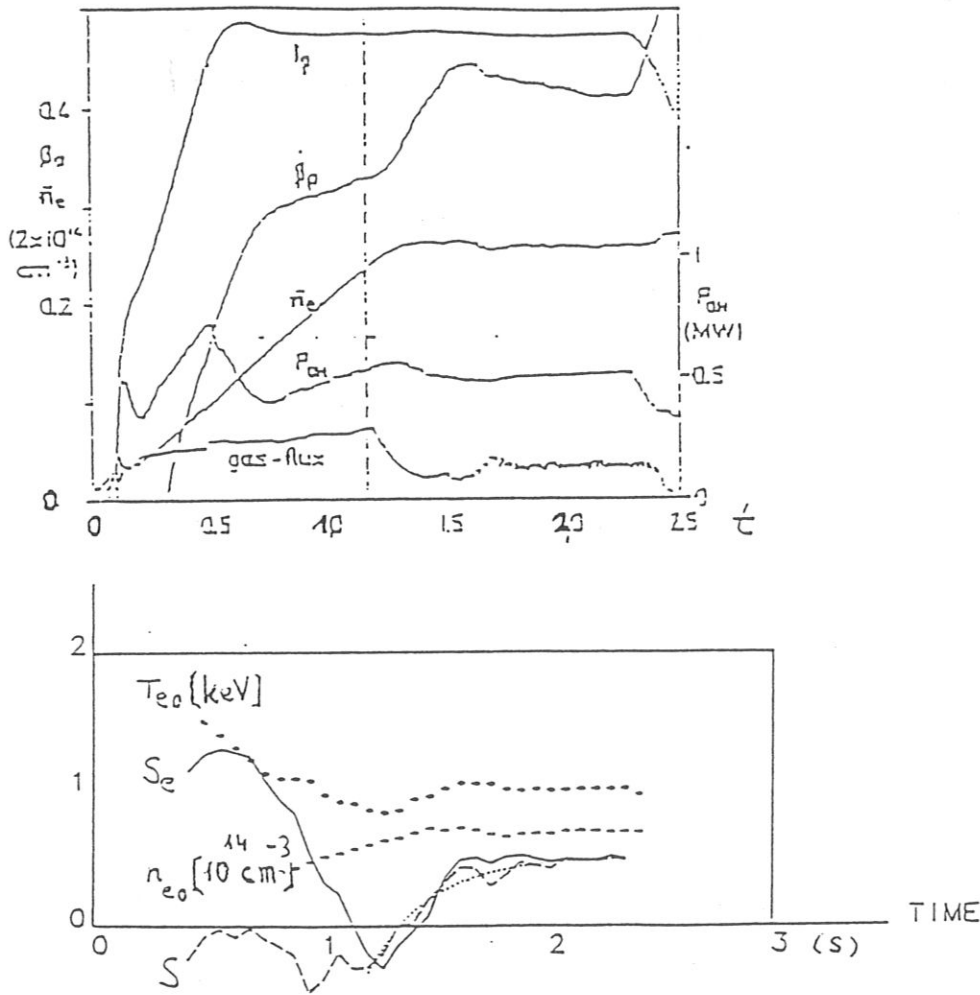 I_p
0.4
β_p
n̄_e
(2×10¹⁴
cm⁻³)
0.2
0
β_p
n̄_e
P_OH
gas-flux
1
P_OH
(MW)
0.5
0
0 0.5 1.0 1.5 2.0 2.5 t
2
T_eo [keV]
1
S_e
n_eo [10¹⁴ cm⁻³]
0
0 1 2 3 (s) TIME
S